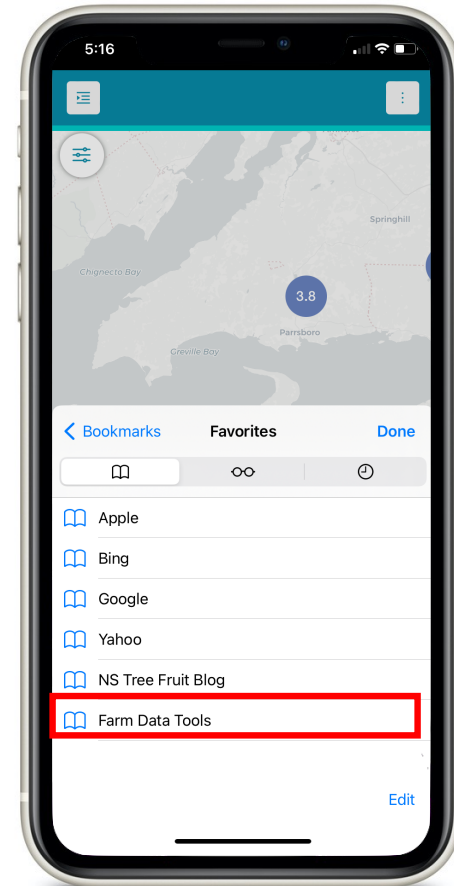 5:16
Springhill
Chignecto Bay
3.8
Parrsboro
Greville Bay
Bookmarks Favorites Done
Apple
Bing
Google
Yahoo
NS Tree Fruit Blog
Farm Data Tools
Edit